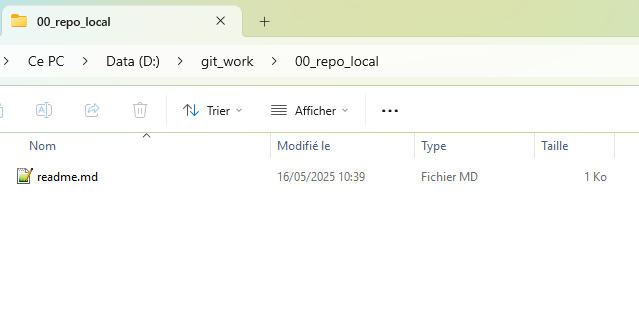 00_repo_local
Ce PC Data (D:) git_work 00_repo_local
Trier Afficher
Nom Modifié le Type Taille
readme.md 16/05/2025 10:39 Fichier MD 1 Ko